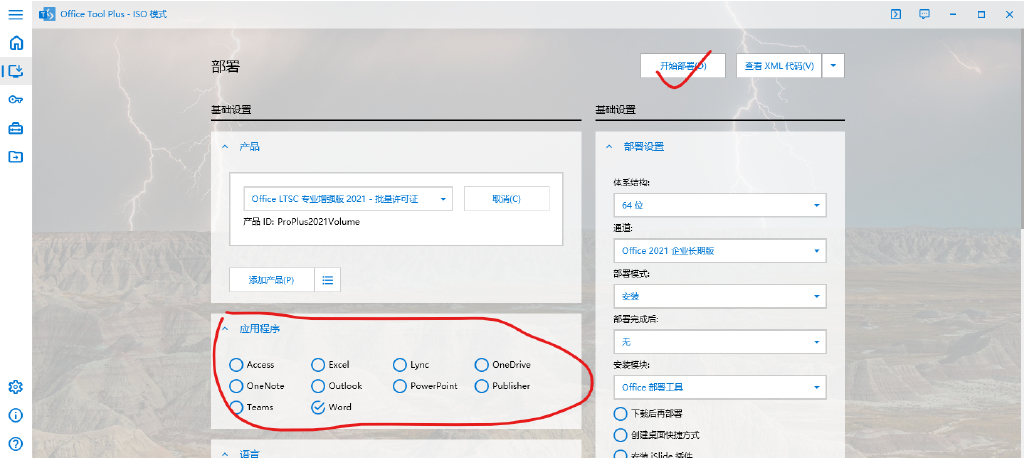 Office Tool Plus - ISO 模式
部署
开始部署(D)
查看 XML 代码(V)
基础设置
产品
Office LTSC 专业增强版 2021 - 批量许可证
取消(C)
产品 ID: ProPlus2021Volume
添加产品(P)
应用程序
Access
Excel
Lync
OneDrive
OneNote
Outlook
PowerPoint
Publisher
Teams
Word
语言
基础设置
部署设置
体系结构:
64 位
通道:
Office 2021 企业长期版
部署模式:
安装
部署完成后:
无
安装模块:
Office 部署工具
下载后再部署
创建桌面快捷方式
安装 iSlide 插件